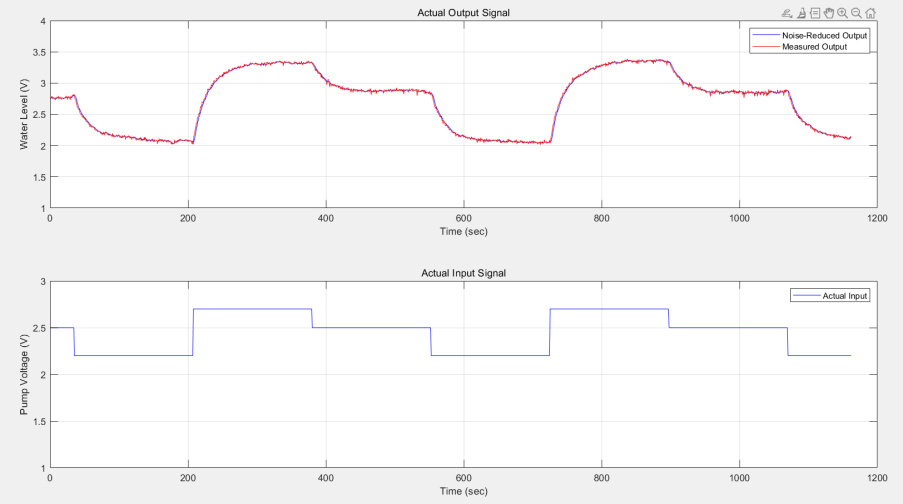 Actual Output Signal
4
3.5
3
2.5
2
1.5
1
Water Level (V)
Noise-Reduced Output
Measured Output
0 200 400 600 800 1000 1200
Time (sec)
Actual Input Signal
3
2.5
2
1.5
1
Pump Voltage (V)
Actual Input
0 200 400 600 800 1000 1200
Time (sec)